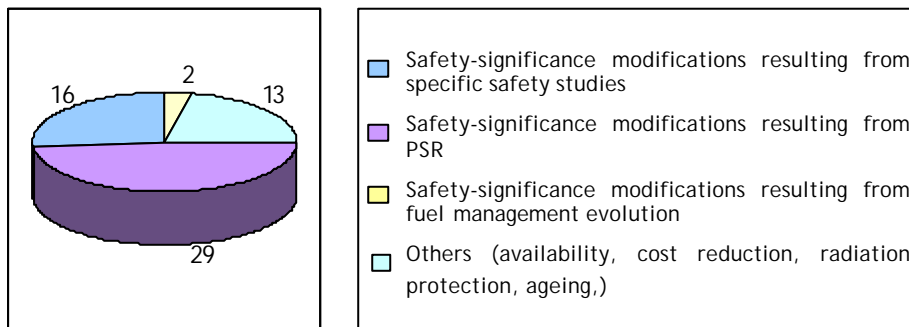 2
16
13
29
Safety-significance modifications resulting from
specific safety studies
Safety-significance modifications resulting from
PSR
Safety-significance modifications resulting from
fuel management evolution
Others (availability, cost reduction, radiation
protection, ageing,)